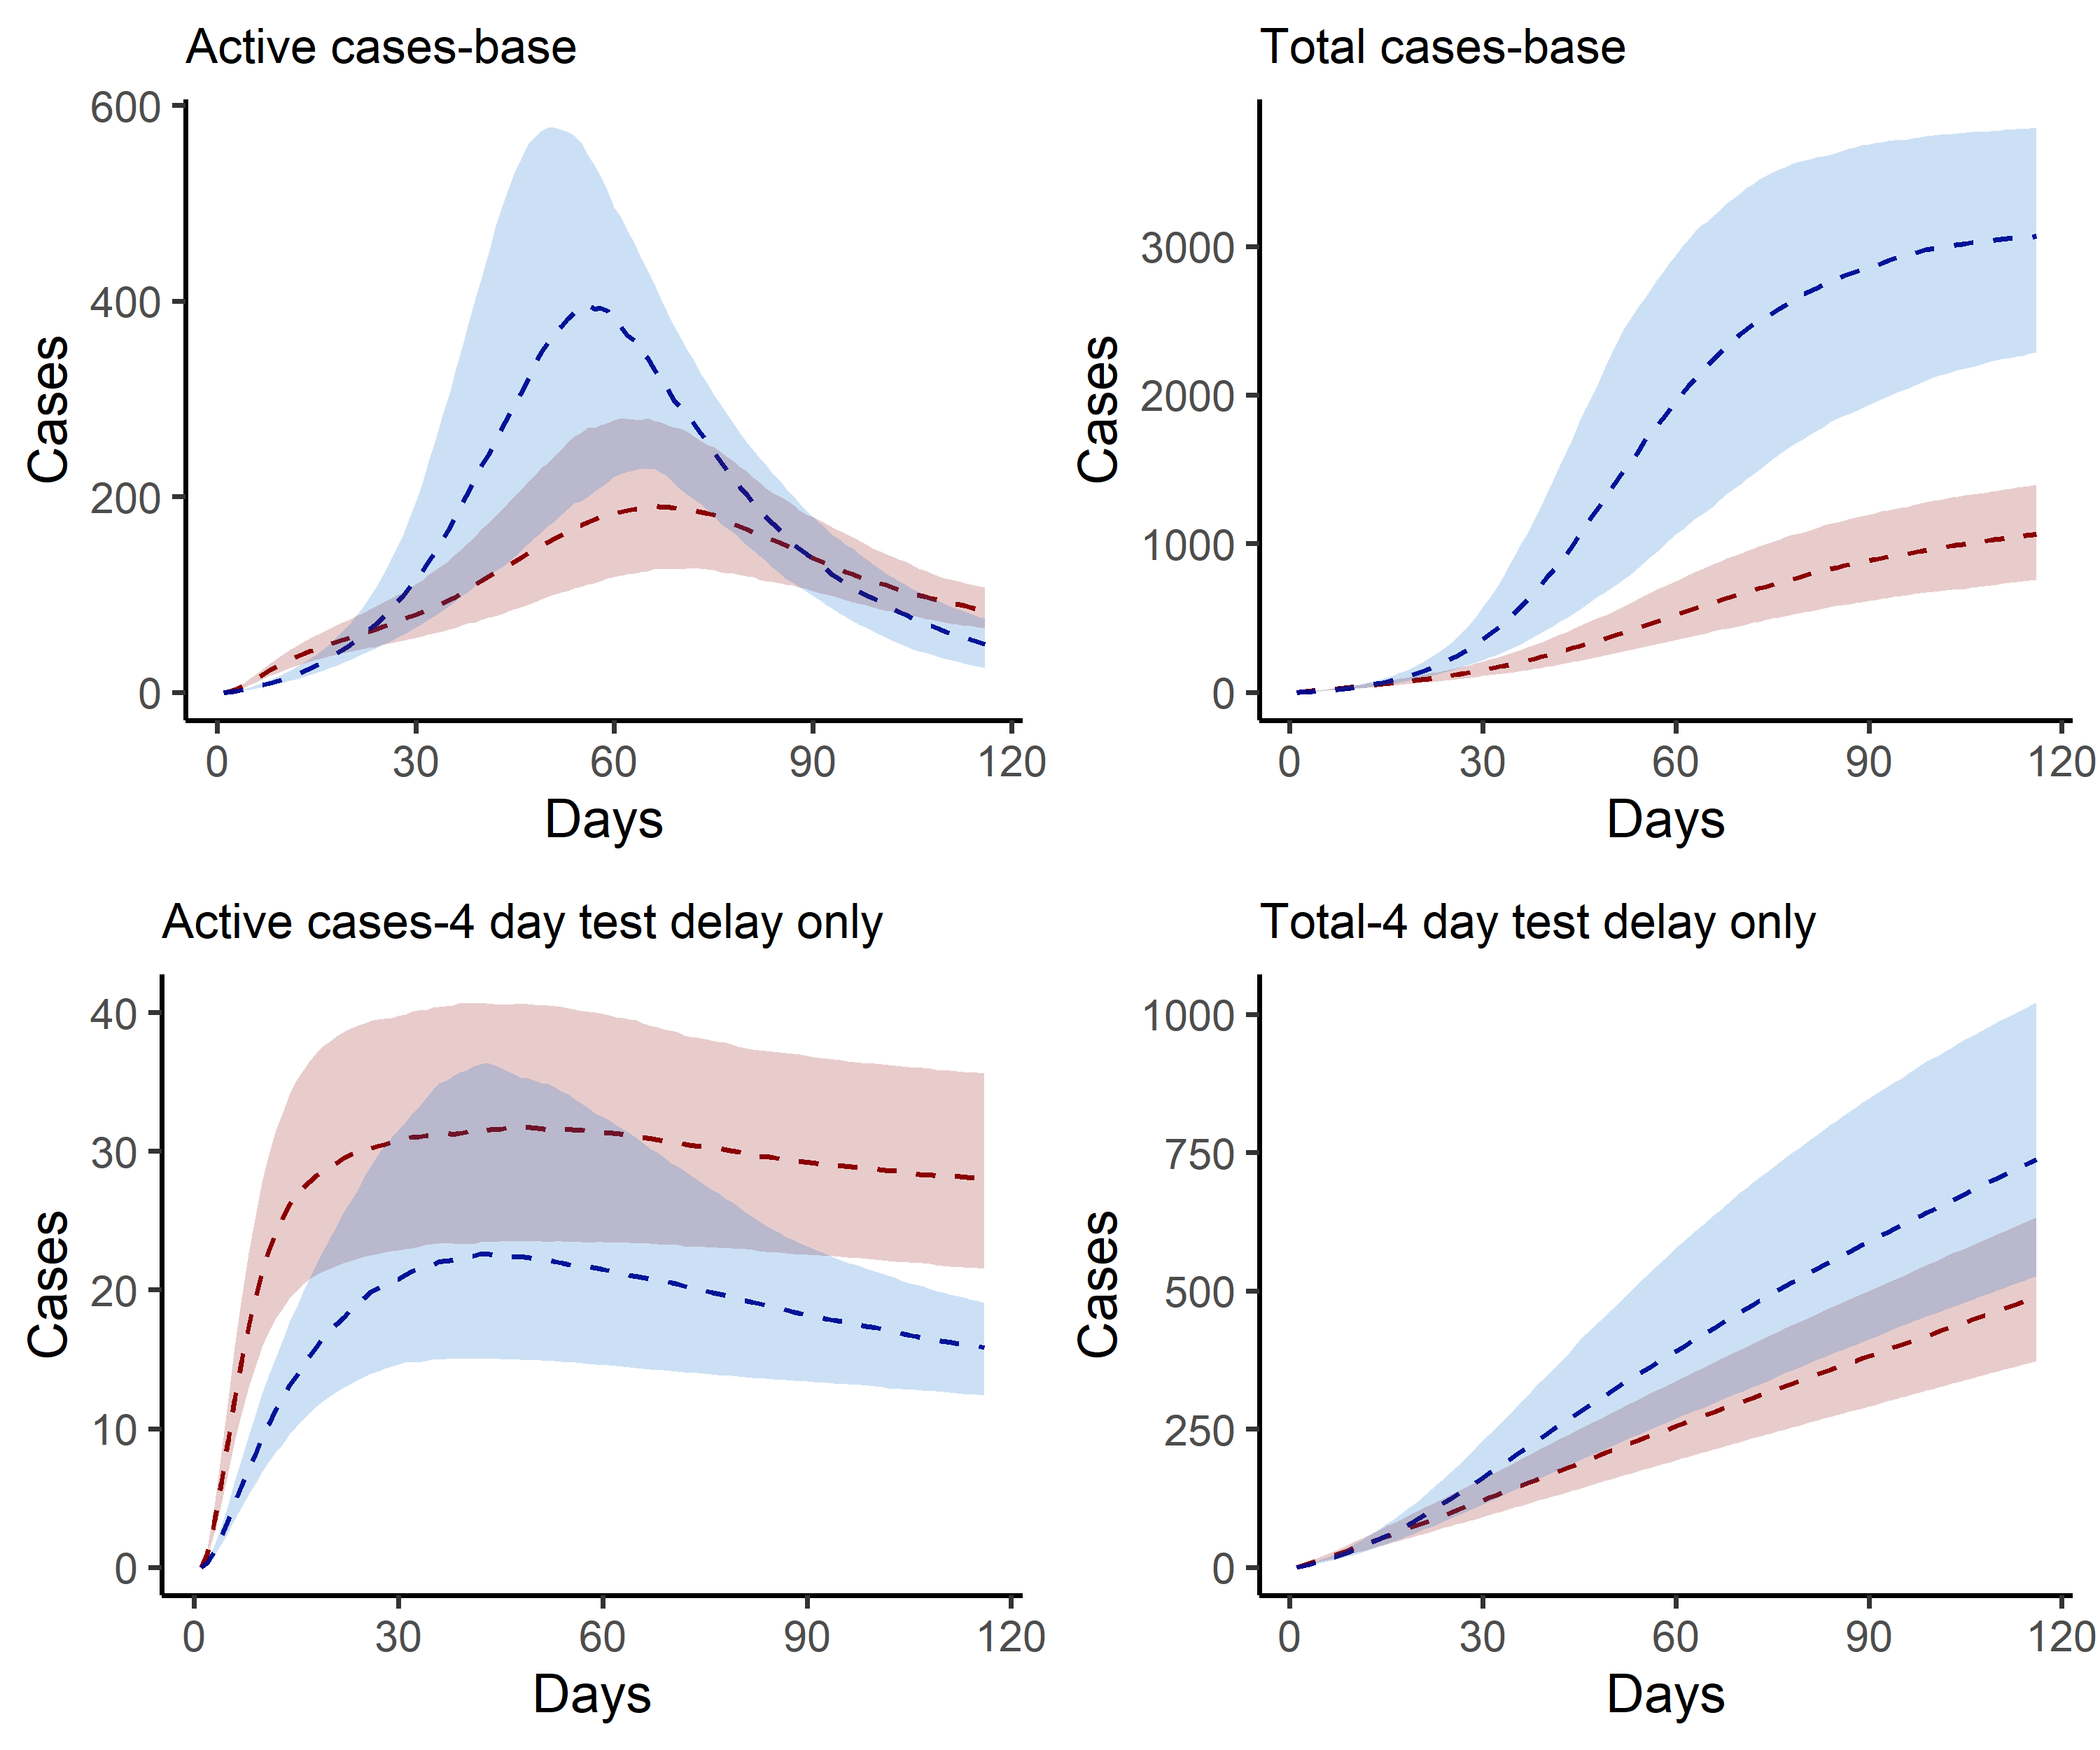 Active cases-base
Cases
600
400
200
0
0 30 60 90 120
Days
Total cases-base
Cases
3000
2000
1000
0
0 30 60 90 120
Days
Active cases-4 day test delay only
Cases
40
30
20
10
0
0 30 60 90 120
Days
Total-4 day test delay only
Cases
1000
750
500
250
0
0 30 60 90 120
Days